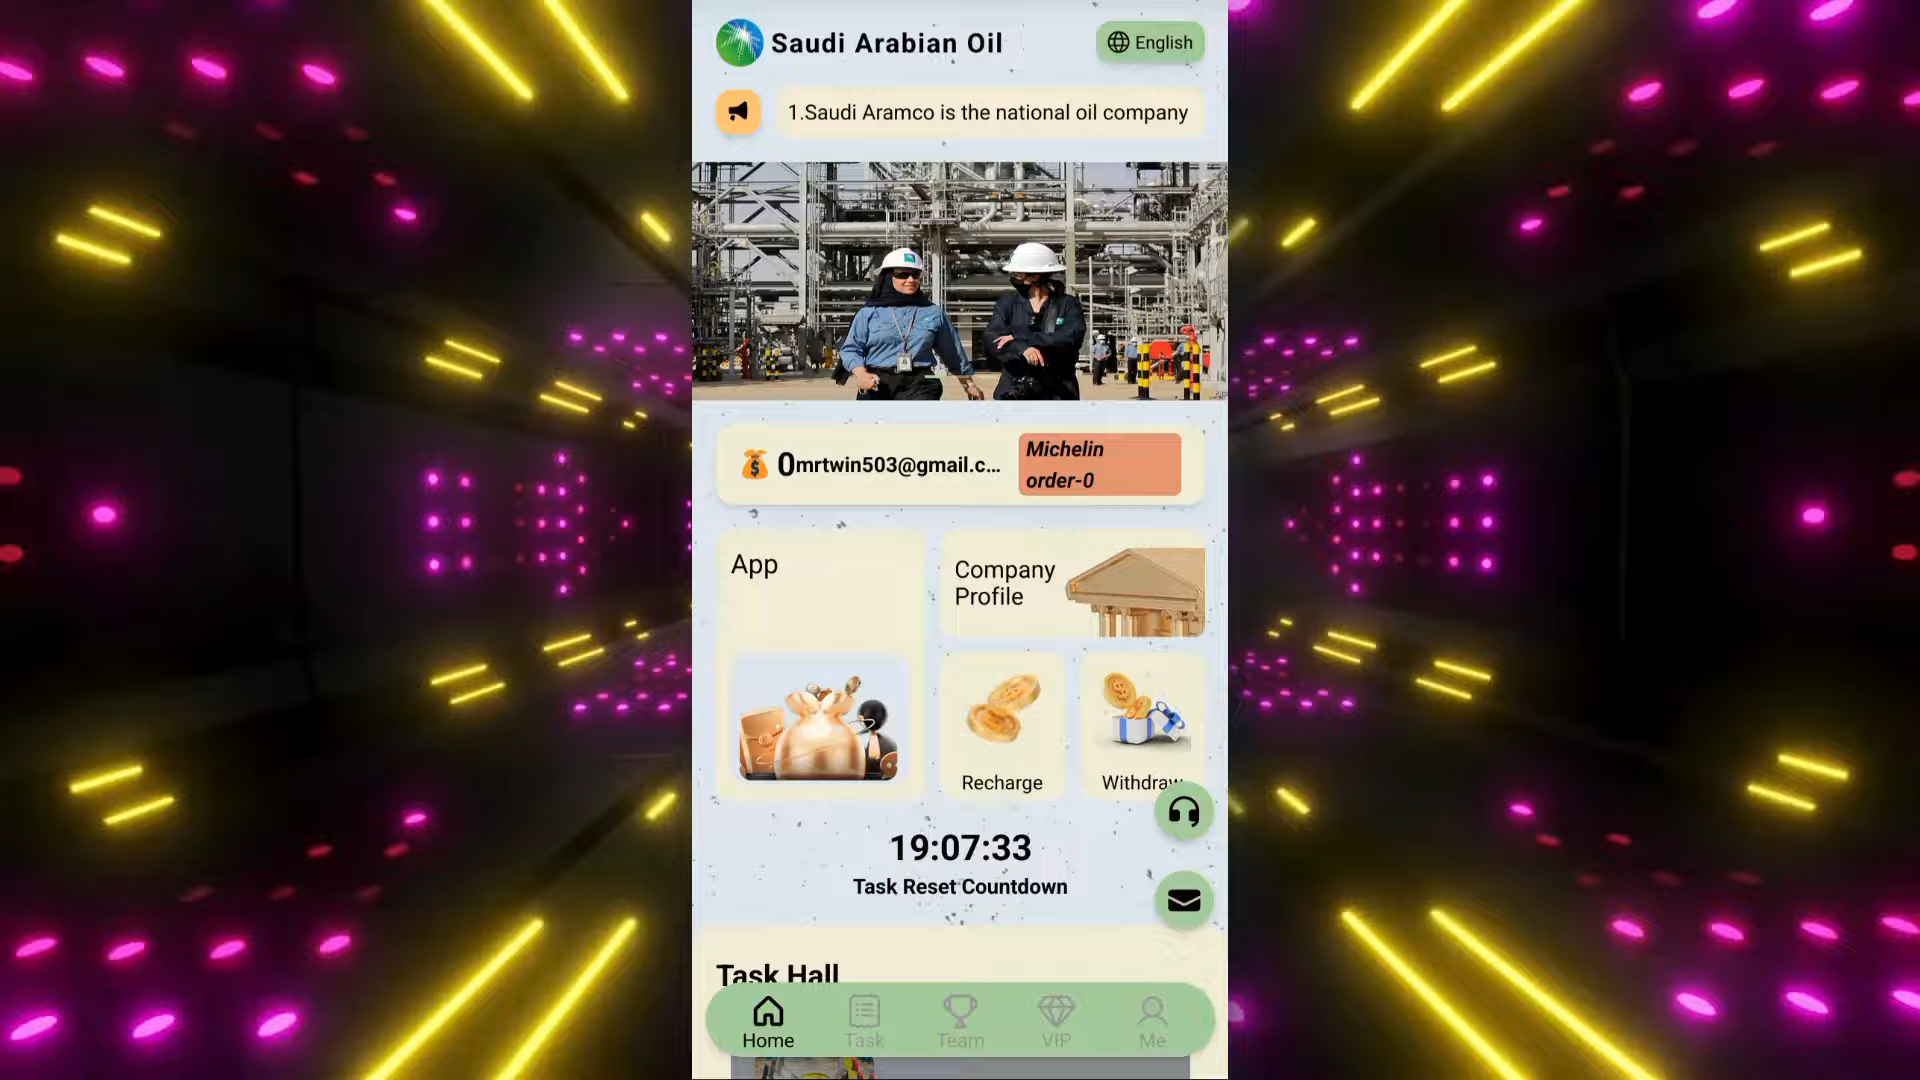 Saudi Arabian Oil
English
1.Saudi Aramco is the national oil company
0mrtwin503@gmail.c...
Michelin
order-0
App
Company
Profile
Recharge
Withdraw
19:07:33
Task Reset Countdown
Task Hall
Home
Task
Team
VIP
Me